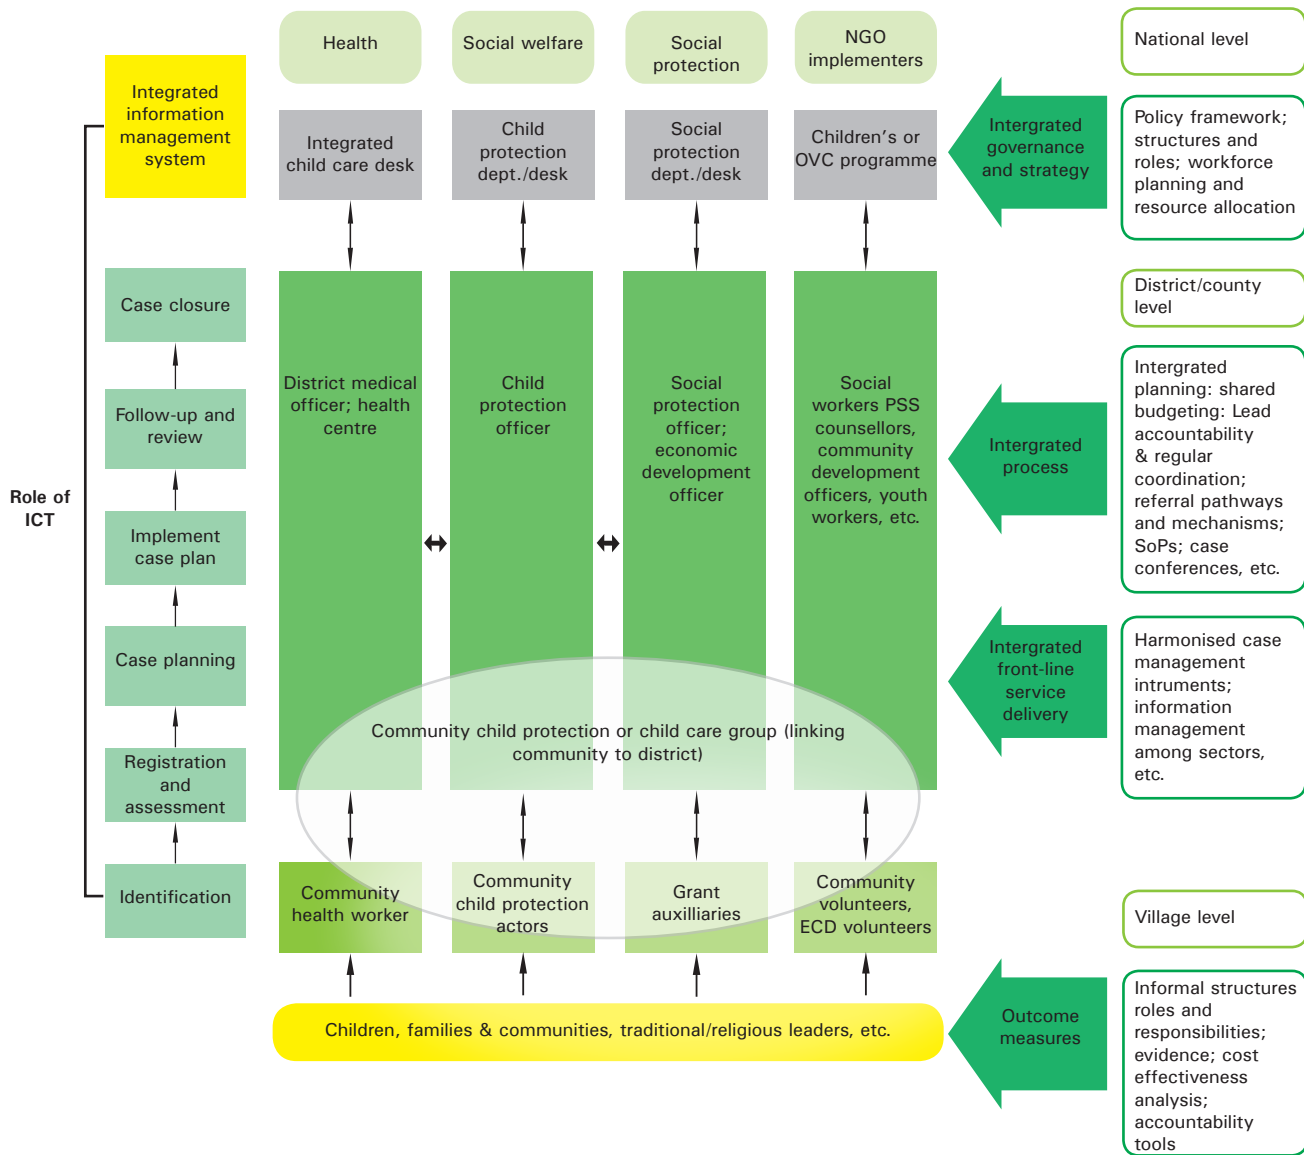 Health
Social welfare
Social
protection
NGO
implementers
National level
Integrated
information
management
system
Integrated
child care desk
Child
protection
dept./desk
Social
protection
dept./desk
Children's or
OVC programme
Intergrated
governance
and strategy
Policy framework;
structures and
roles; workforce
planning and
resource allocation
Role of
ICT
Case closure
Follow-up and
review
Implement
case plan
Case planning
Registration
and
assessment
Identification
District medical
officer; health
centre
Child
protection
officer
Social
protection
officer;
economic
development
officer
Social
workers PSS
counsellors,
community
development
officers, youth
workers, etc.
Intergrated
process
District/county
level
Intergrated
planning: shared
budgeting: Lead
accountability
& regular
coordination;
referral pathways
and mechanisms;
SoPs; case
conferences, etc.
Intergrated
front-line
service
delivery
Harmonised case
management
intruments;
information
management
among sectors,
etc.
Community child protection or child care group (linking
community to district)
Community
health worker
Community
child protection
actors
Grant
auxilliaries
Community
volunteers,
ECD volunteers
Village level
Children, families & communities, traditional/religious leaders, etc.
Outcome
measures
Informal structures
roles and
responsibilities;
evidence; cost
effectiveness
analysis;
accountability
tools